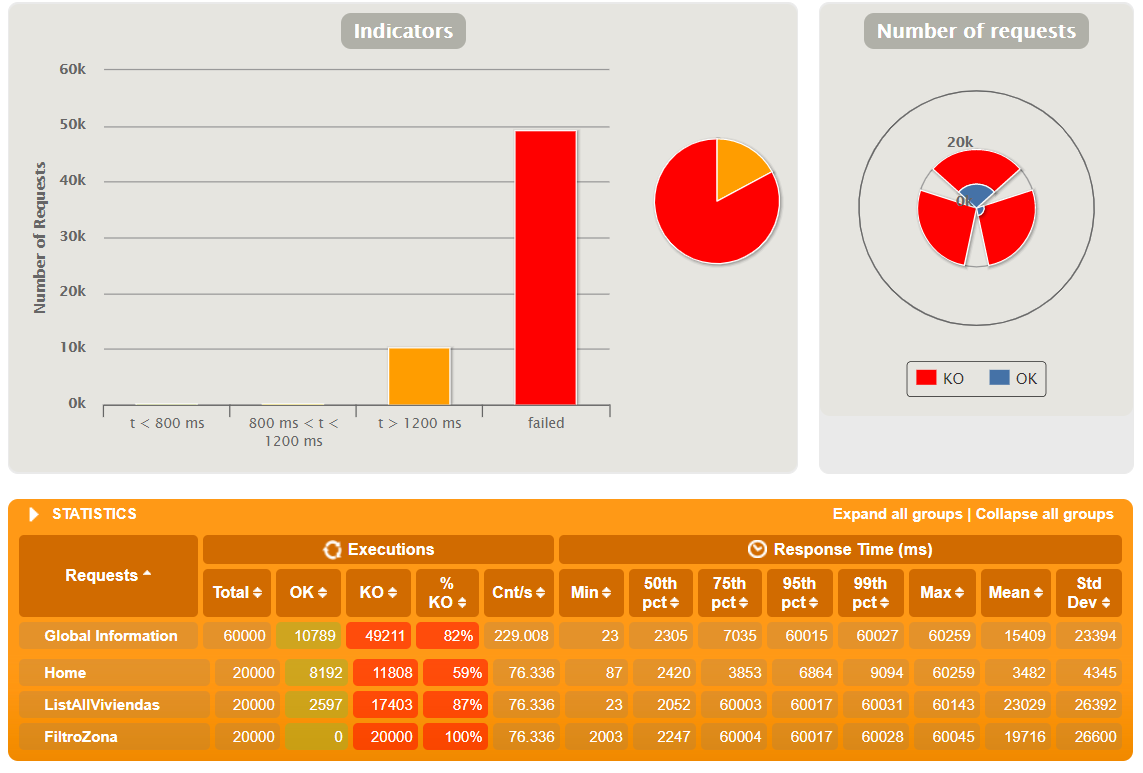 Indicators
60k
50k
40k
30k
20k
10k
0k
Number of Requests
t < 800 ms
800 ms < t <
1200 ms
t > 1200 ms
failed
Number of requests
20k
0k
KO
OK
STATISTICS
Expand all groups | Collapse all groups
Requests
Executions
Response Time (ms)
Total OK KO % KO Cnt/s Min 50th pct 75th pct 95th pct 99th pct Max Mean Std Dev
Global Information 60000 10789 49211 82% 229.008 23 2305 7035 60015 60027 60259 15409 23394
Home 20000 8192 11808 59% 76.336 87 2420 3853 6864 9094 60259 3482 4345
ListAllViviendas 20000 2597 17403 87% 76.336 23 2052 60003 60017 60031 60143 23029 26392
FiltroZona 20000 0 20000 100% 76.336 2003 2247 60004 60017 60028 60045 19716 26600